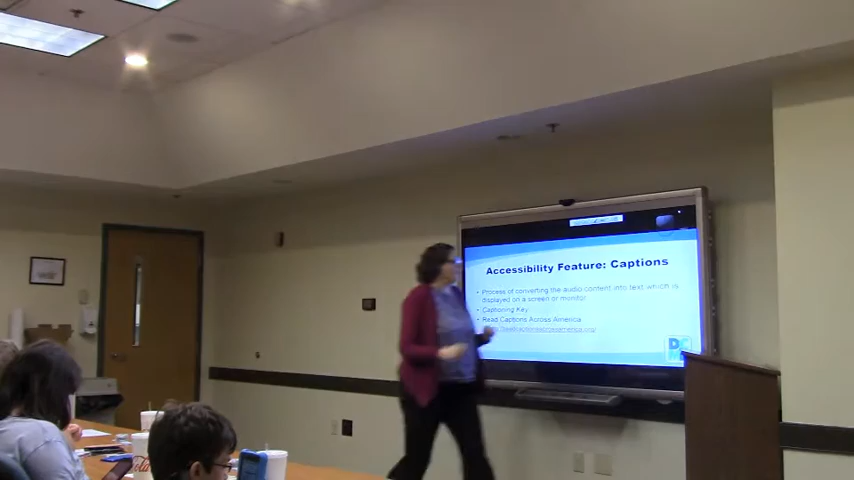 Accessibility Feature: Captions
• Process of converting the audio content into text which is
displayed on a screen or monitor
• Captioning Key
• Read Captions Across America
DC